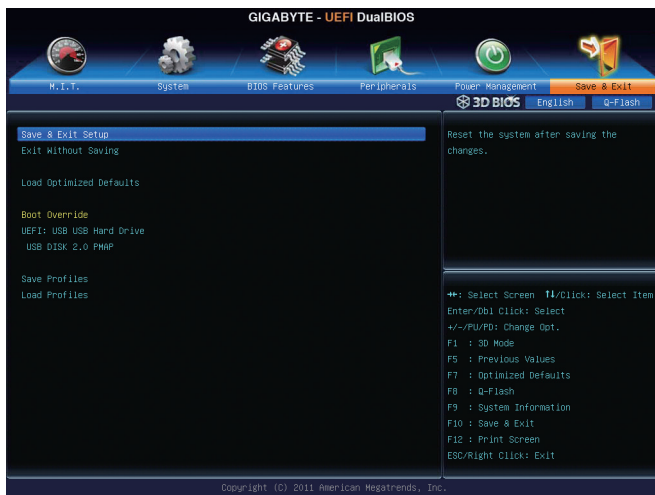 GIGABYTE - UEFI DualBIOS
M.I.T.
System
BIOS Features
Peripherals
Power Management
Save & Exit
3D BIOS
English
Q-Flash
Save & Exit Setup
Exit Without Saving
Load Optimized Defaults
Boot Override
UEFI: USB USB Hard Drive
USB DISK 2.0 PMAP
Save Profiles
Load Profiles
Reset the system after saving the
changes.
→←: Select Screen ↑↓/Click: Select Item
Enter/Dbl Click: Select
+/-/PU/PD: Change Opt.
F1 : 3D Mode
F5 : Previous Values
F7 : Optimized Defaults
F8 : Q-Flash
F9 : System Information
F10 : Save & Exit
F12 : Print Screen
ESC/Right Click: Exit
Copyright (C) 2011 American Megatrends, Inc.